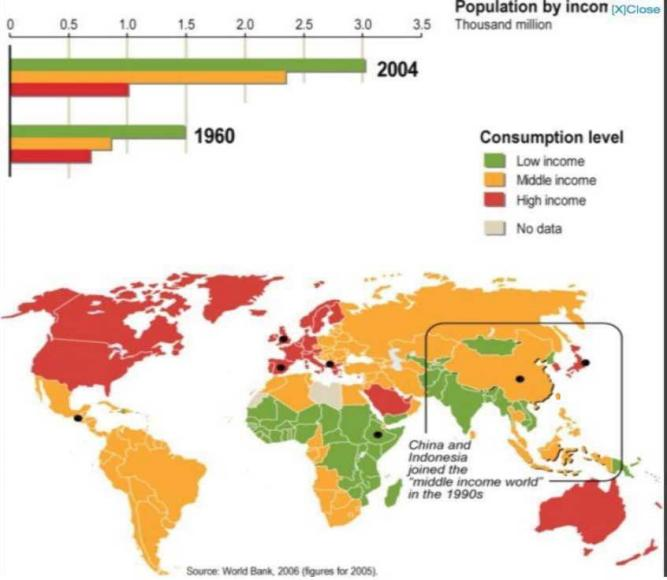 Population by incom [X]Close
Thousand million
0 0.5 1.0 1.5 2.0 2.5 3.0 3.5
2004
1960
Consumption level
Low income
Middle income
High income
No data
China and
Indonesia
joined the
"middle income world"
in the 1990s
Source: World Bank, 2006 (figures for 2005).